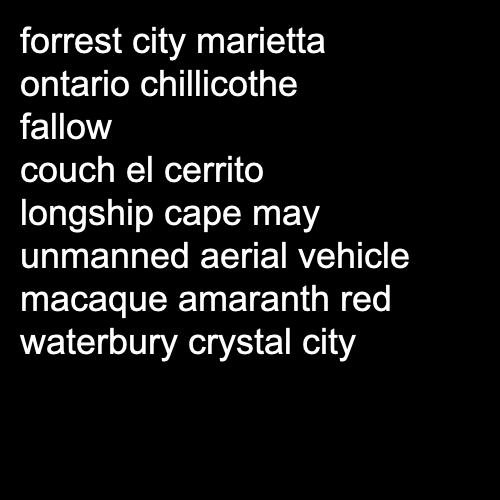 forrest city marietta
ontario chillicothe
fallow
couch el cerrito
longship cape may
unmanned aerial vehicle
macaque amaranth red
waterbury crystal city